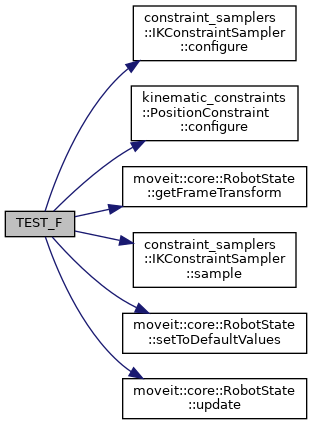 constraint_samplers
::IKConstraintSampler
::configure
kinematic_constraints
::PositionConstraint
::configure
moveit::core::RobotState
::getFrameTransform
TEST_F
constraint_samplers
::IKConstraintSampler
::sample
moveit::core::RobotState
::setToDefaultValues
moveit::core::RobotState
::update